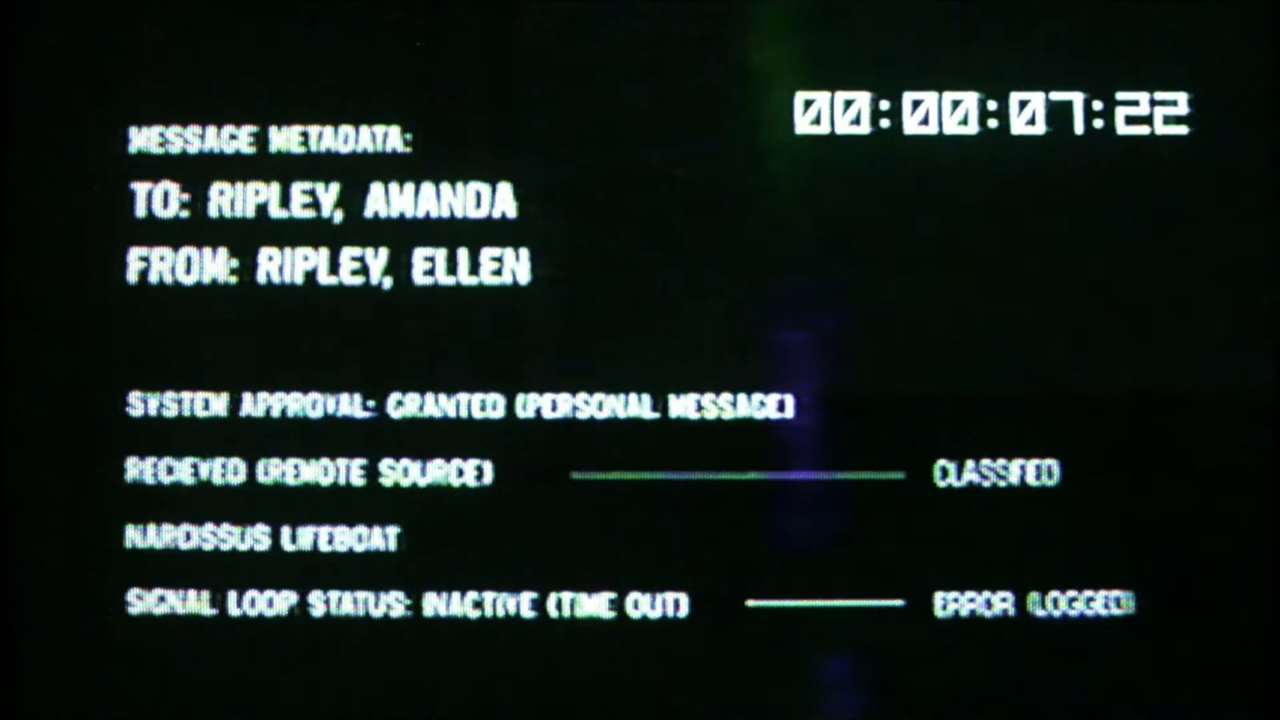 00:00:07:22
MESSAGE METADATA:
TO: RIPLEY, AMANDA
FROM: RIPLEY, ELLEN
SYSTEM APPROVAL: GRANTED (PERSONAL MESSAGE)
RECIEVED (REMOTE SOURCE) CLASSIFIED
NARCISSUS LIFEBOAT
SIGNAL LOOP STATUS: INACTIVE (TIME OUT) ERROR (LOGGED)